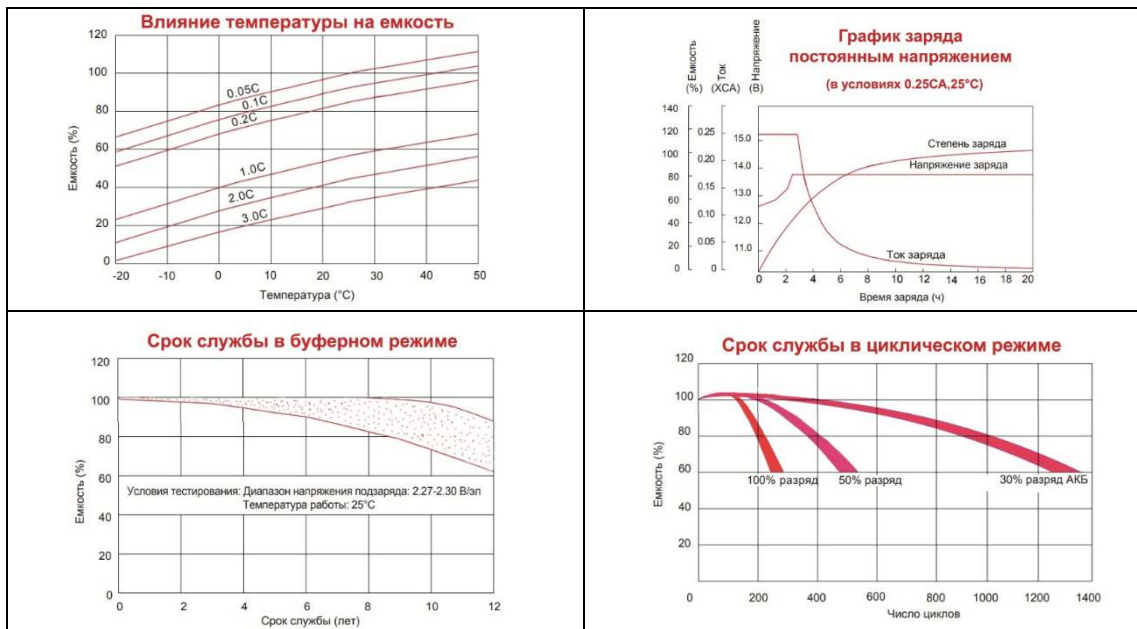 Влияние температуры на емкость
120
100
80
60
40
20
0
Емкость (%)
0.05C
0.1C
0.2C
1.0C
2.0C
3.0C
-20
-10
0
10
20
30
40
50
Температура (°C)
График заряда
постоянным напряжением
(в условиях 0.25CA,25°C)
Емкость
(%)
Ток
(XCA)
Напряжение
(В)
140
120
100
80
60
40
20
0
0.25
0.20
0.15
0.10
0.05
0
15.0
14.0
13.0
12.0
11.0
Степень заряда
Напряжение заряда
Ток заряда
0
2
4
6
8
10
12
14
16
18
20
Время заряда (ч)
Срок службы в буферном режиме
120
100
80
60
40
20
0
Емкость (%)
Условия тестирования: Диапазон напряжения подзаряда: 2.27-2.30 В/эл
Температура работы: 25°C
0
2
4
6
8
10
12
Срок службы (лет)
Срок службы в циклическом режиме
120
100
80
60
40
20
0
Емкость (%)
100% разряд
50% разряд
30% разряд АКБ
200
400
600
800
1000
1200
1400
Число циклов